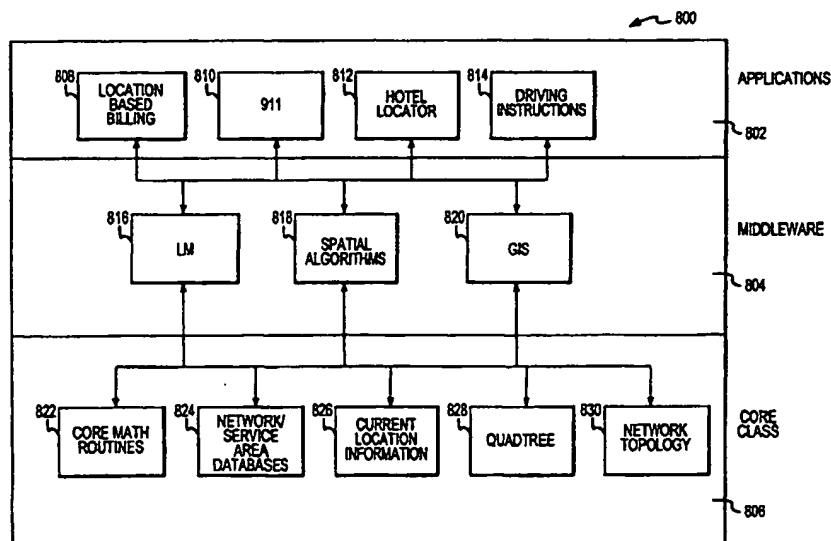 800
808
LOCATION
BASED
BILLING
810
911
812
HOTEL
LOCATOR
814
DRIVING
INSTRUCTIONS
APPLICATIONS
802
816
LM
818
SPATIAL
ALGORITHMS
820
GIS
MIDDLEWARE
804
822
CORE MATH
ROUTINES
824
NETWORK/
SERVICE
AREA
DATABASES
826
CURRENT
LOCATION
INFORMATION
828
QUADTREE
830
NETWORK
TOPOLOGY
CORE
CLASS
806